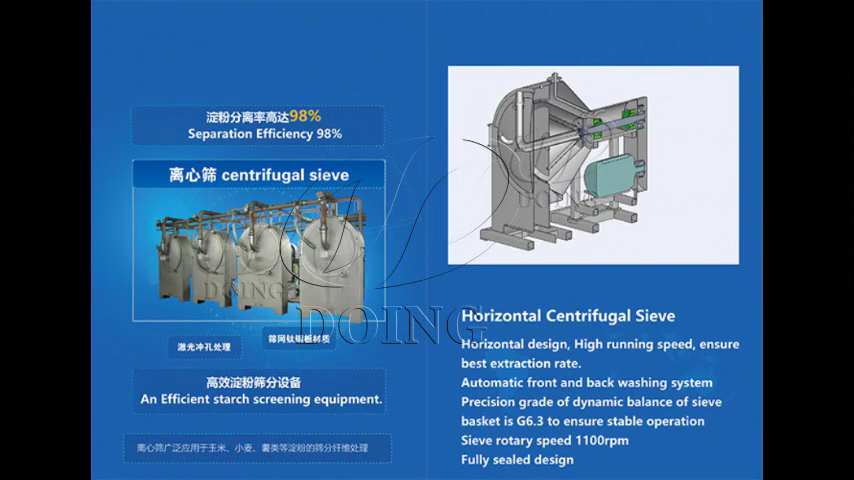 淀粉分离率高达98%
Separation Efficiency 98%
离心筛 centrifugal sieve
DOING
激光冲孔处理
筛网钛钢板材质
高效淀粉筛分设备
An Efficient starch screening equipment.
离心筛广泛应用于玉米、小麦、薯类等淀粉的筛分纤维处理
DOING
DOING
Horizontal Centrifugal Sieve
Horizontal design, High running speed, ensure
best extraction rate.
Automatic front and back washing system
Precision grade of dynamic balance of sieve
basket is G6.3 to ensure stable operation
Sieve rotary speed 1100rpm
Fully sealed design